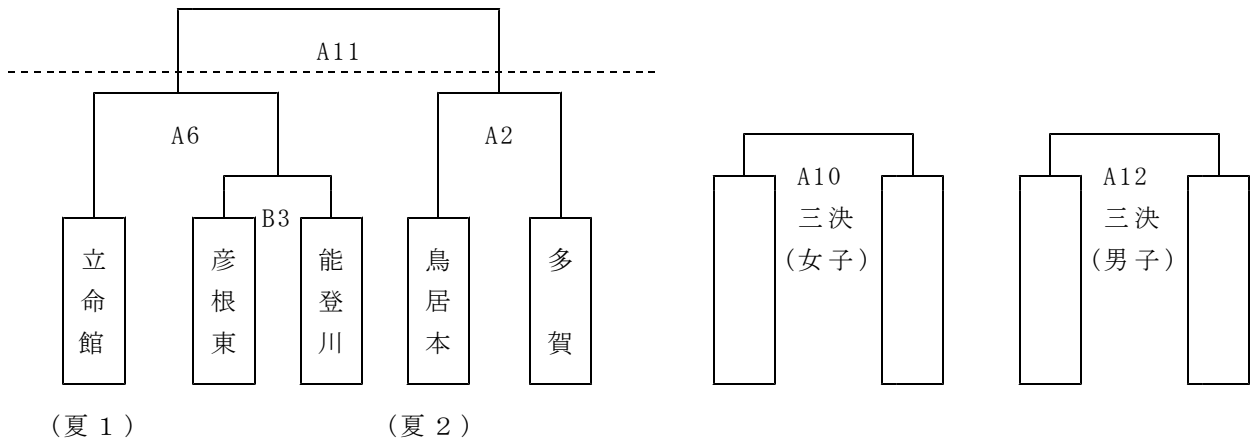 A11
A6
A2
B3
立命館
彦根東
能登川
鳥居本
多賀
(夏1)
(夏2)
A10
三決
(女子)
A12
三決
(男子)